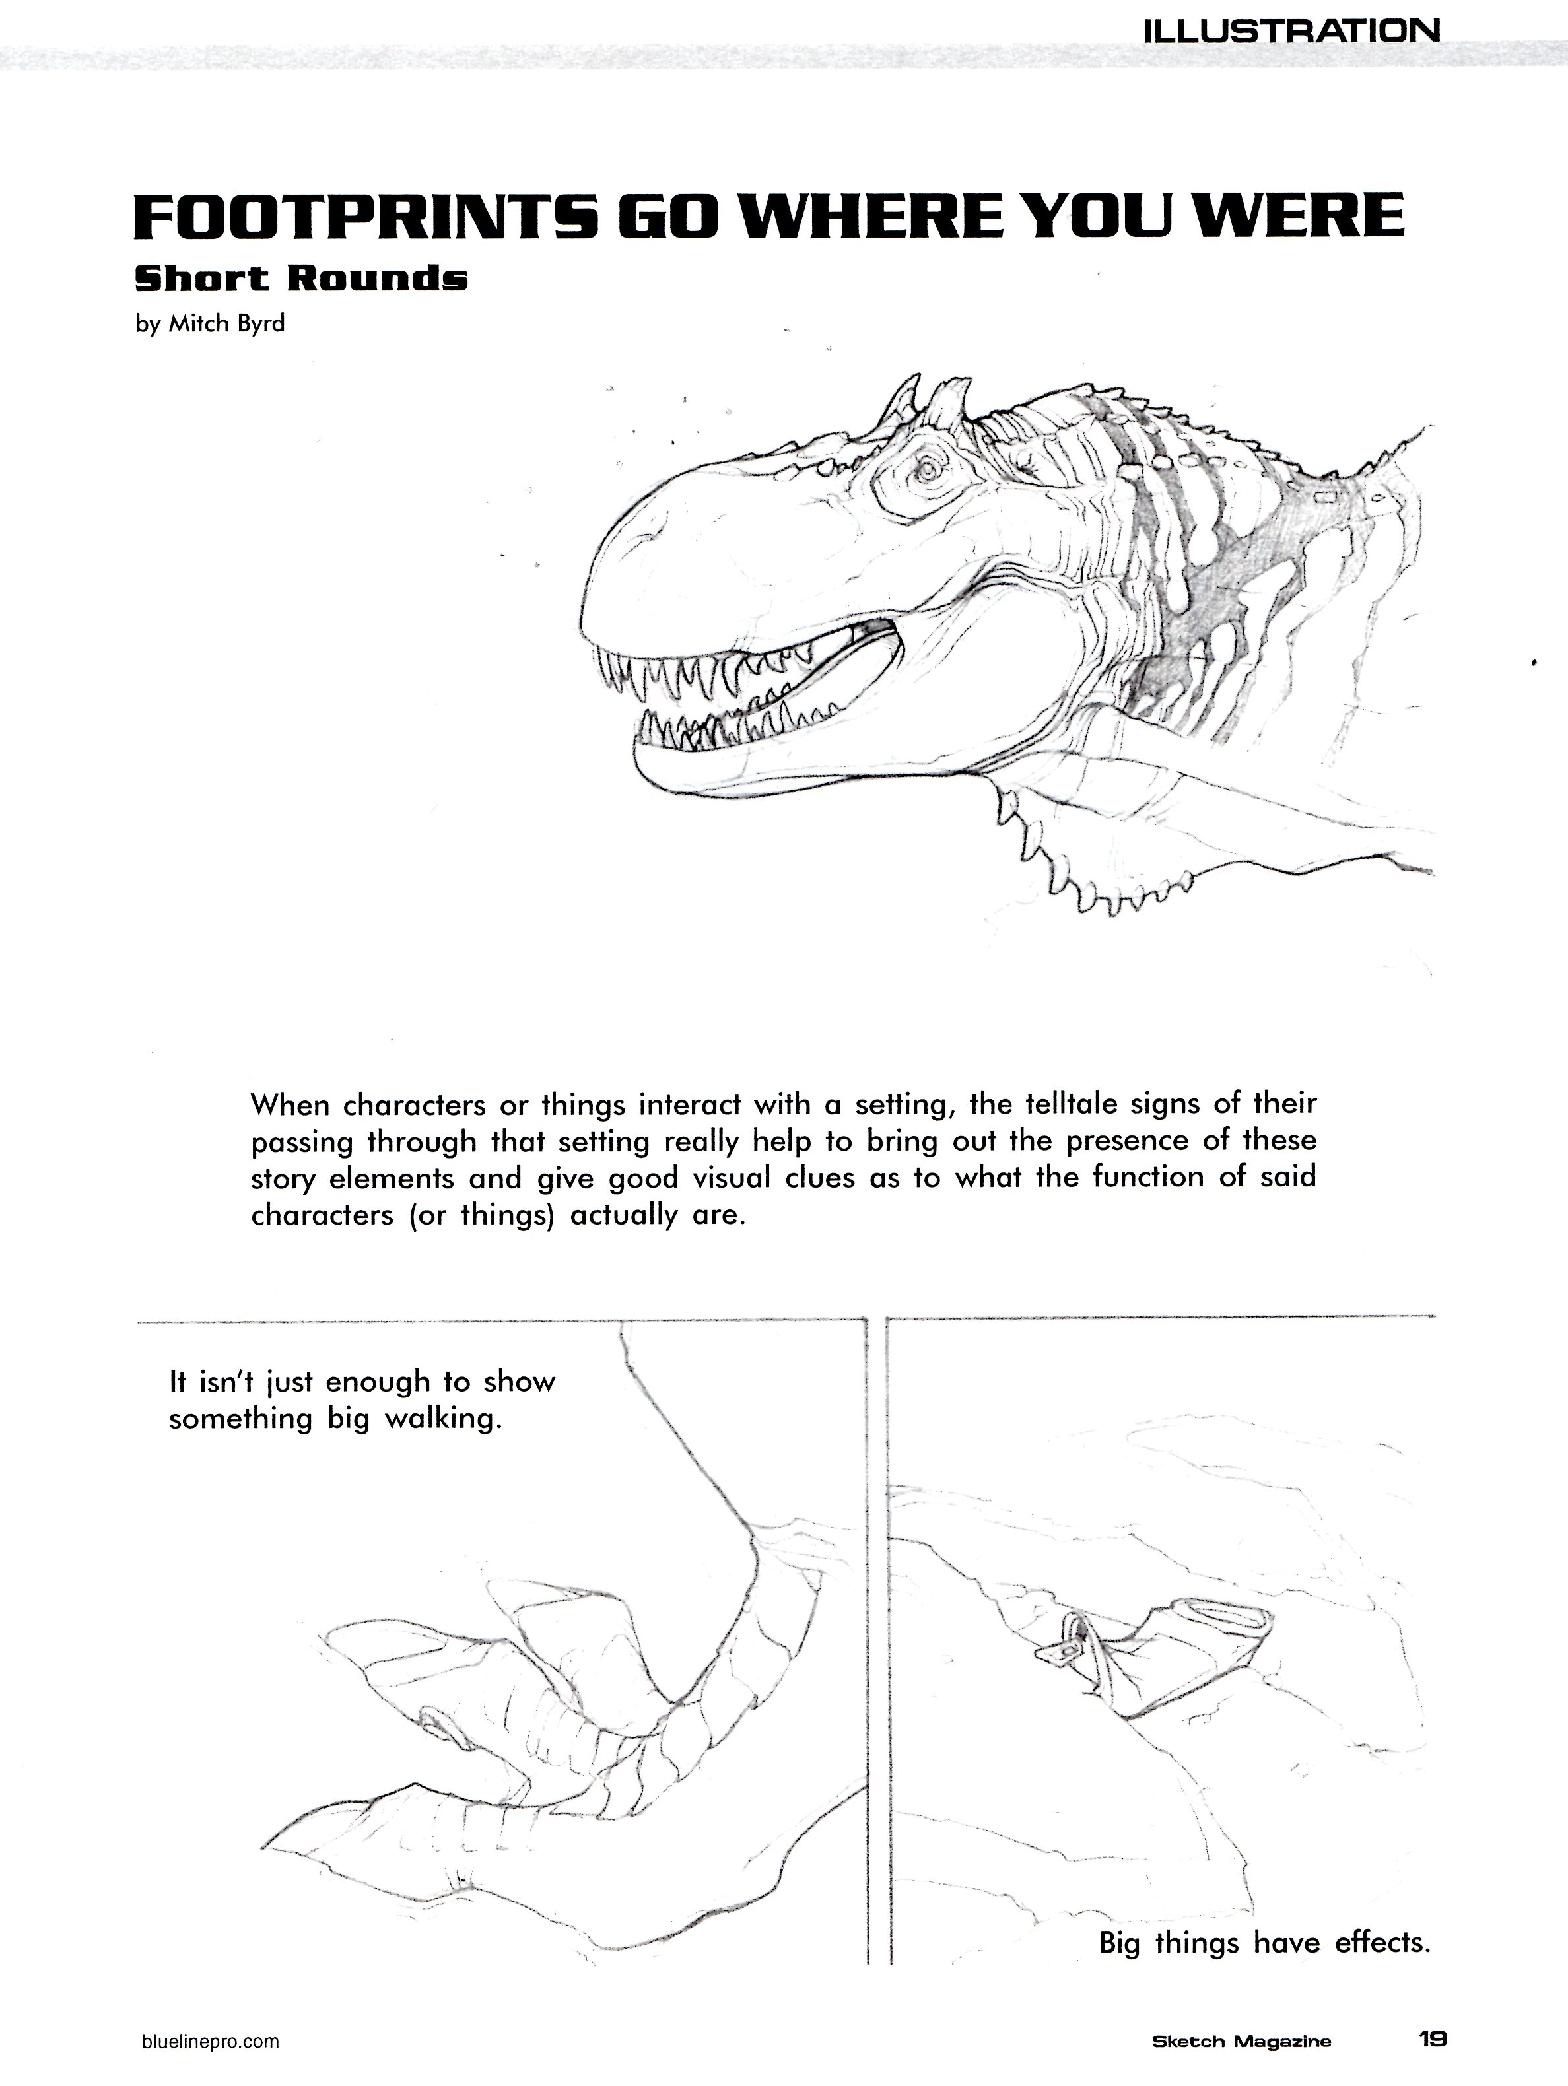 ILLUSTRATION
FOOTPRINTS GO WHERE YOU WERE
Short Rounds
by Mitch Byrd
When characters or things interact with a setting, the telltale signs of their
passing through that setting really help to bring out the presence of these
story elements and give good visual clues as to what the function of said
characters (or things) actually are.
It isn't just enough to show
something big walking.
Big things have effects.
bluelinepro.com
Sketch Magazine 19